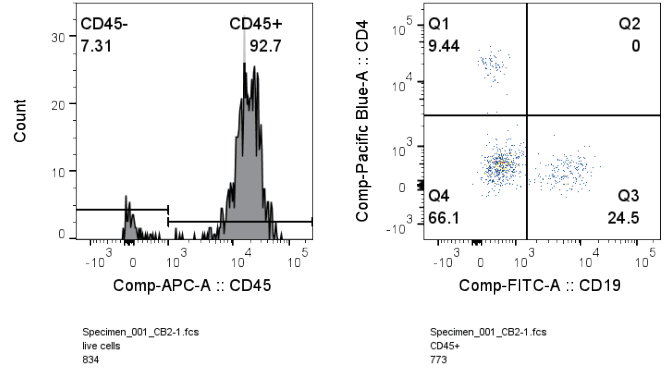 CD45-
7.31
CD45+
92.7
30
20
10
0
Count
-10^3
0
10^3
10^4
10^5
Comp-APC-A :: CD45
Specimen_001_CB2-1.fcs
live cells
834
Q1
9.44
Q2
0
Q4
66.1
Q3
24.5
10^5
10^4
10^3
0
-10^3
Comp-Pacific Blue-A :: CD4
-10^3
0
10^3
10^4
10^5
Comp-FITC-A :: CD19
Specimen_001_CB2-1.fcs
CD45+
773